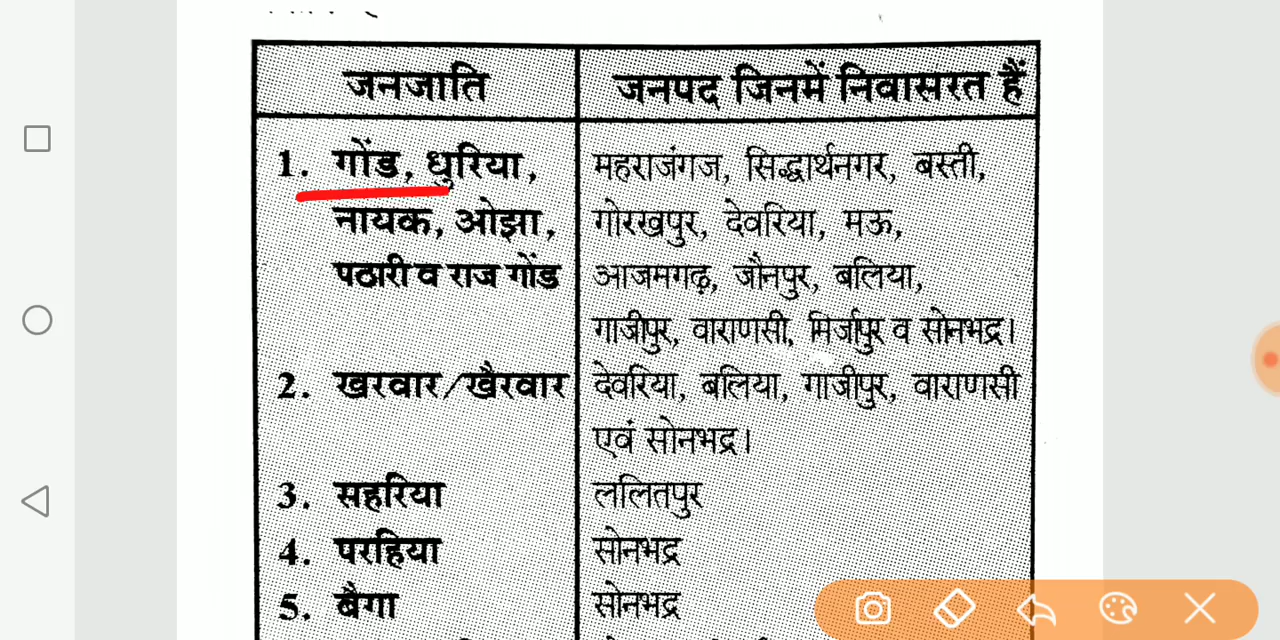 जनजाति जनपद जिनमें निवासरत हैं
1. गोंड, धुरिया, महराजंगज, सिद्धार्थनगर, बस्ती,
नायक, ओझा, गोरखपुर, देवरिया, मऊ,
पठारी व राज गोंड आजमगढ़, जौनपुर, बलिया,
गाजीपुर, वाराणसी, मिर्जापुर व सोनभद्र।
2. खरवार/खैरवार देवरिया, बलिया, गाजीपुर, वाराणसी
एवं सोनभद्र।
3. सहरिया ललितपुर
4. परहिया सोनभद्र
5. बैगा सोनभद्र